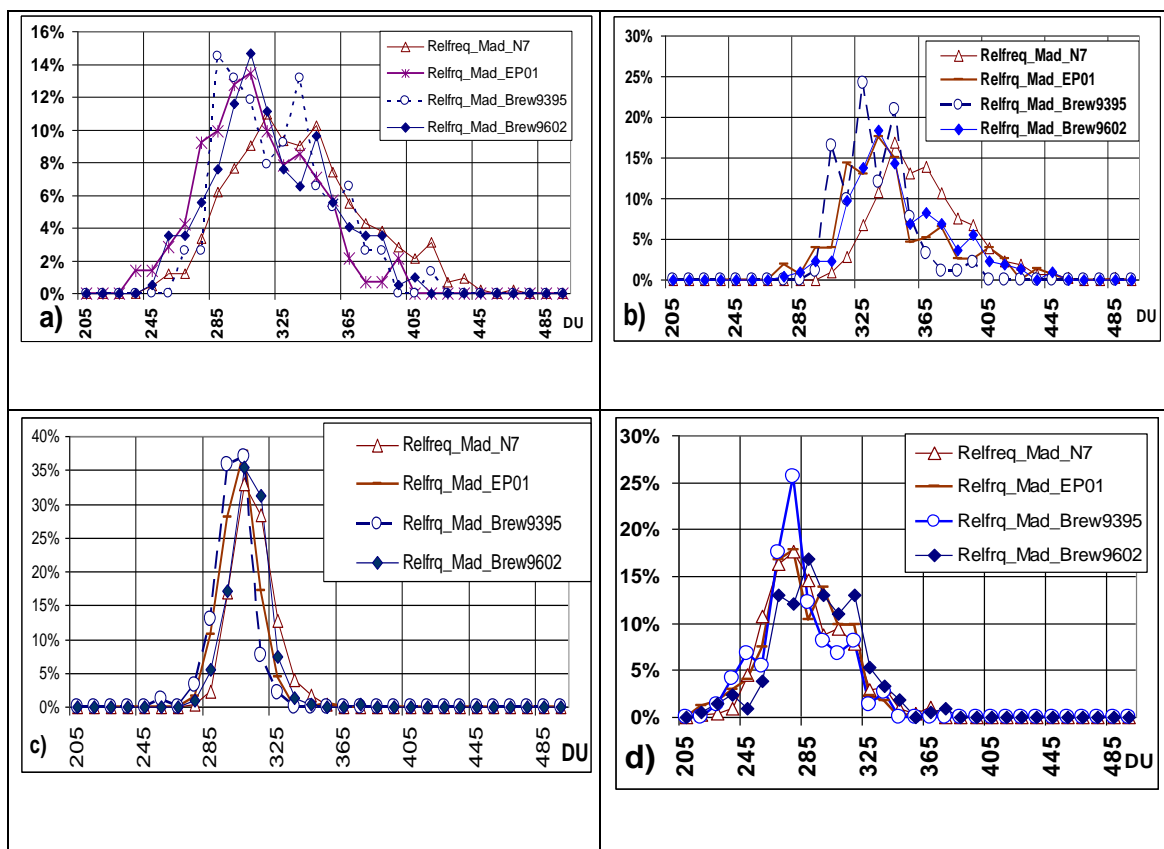 16%
14%
12%
10%
8%
6%
4%
2%
0%
Relfreq_Mad_N7
Relfrq_Mad_EP01
Relfrq_Mad_Brew9395
Relfrq_Mad_Brew9602
205
245
285
325
365
405
445
485
DU
a)
30%
25%
20%
15%
10%
5%
0%
Relfreq_Mad_N7
Relfrq_Mad_EP01
Relfrq_Mad_Brew9395
Relfrq_Mad_Brew9602
205
245
285
325
365
405
445
485
DU
b)
40%
35%
30%
25%
20%
15%
10%
5%
0%
Relfreq_Mad_N7
Relfrq_Mad_EP01
Relfrq_Mad_Brew9395
Relfrq_Mad_Brew9602
205
245
285
325
365
405
445
485
DU
c)
30%
25%
20%
15%
10%
5%
0%
Relfreq_Mad_N7
Relfrq_Mad_EP01
Relfrq_Mad_Brew9395
Relfrq_Mad_Brew9602
205
245
285
325
365
405
445
485
DU
d)